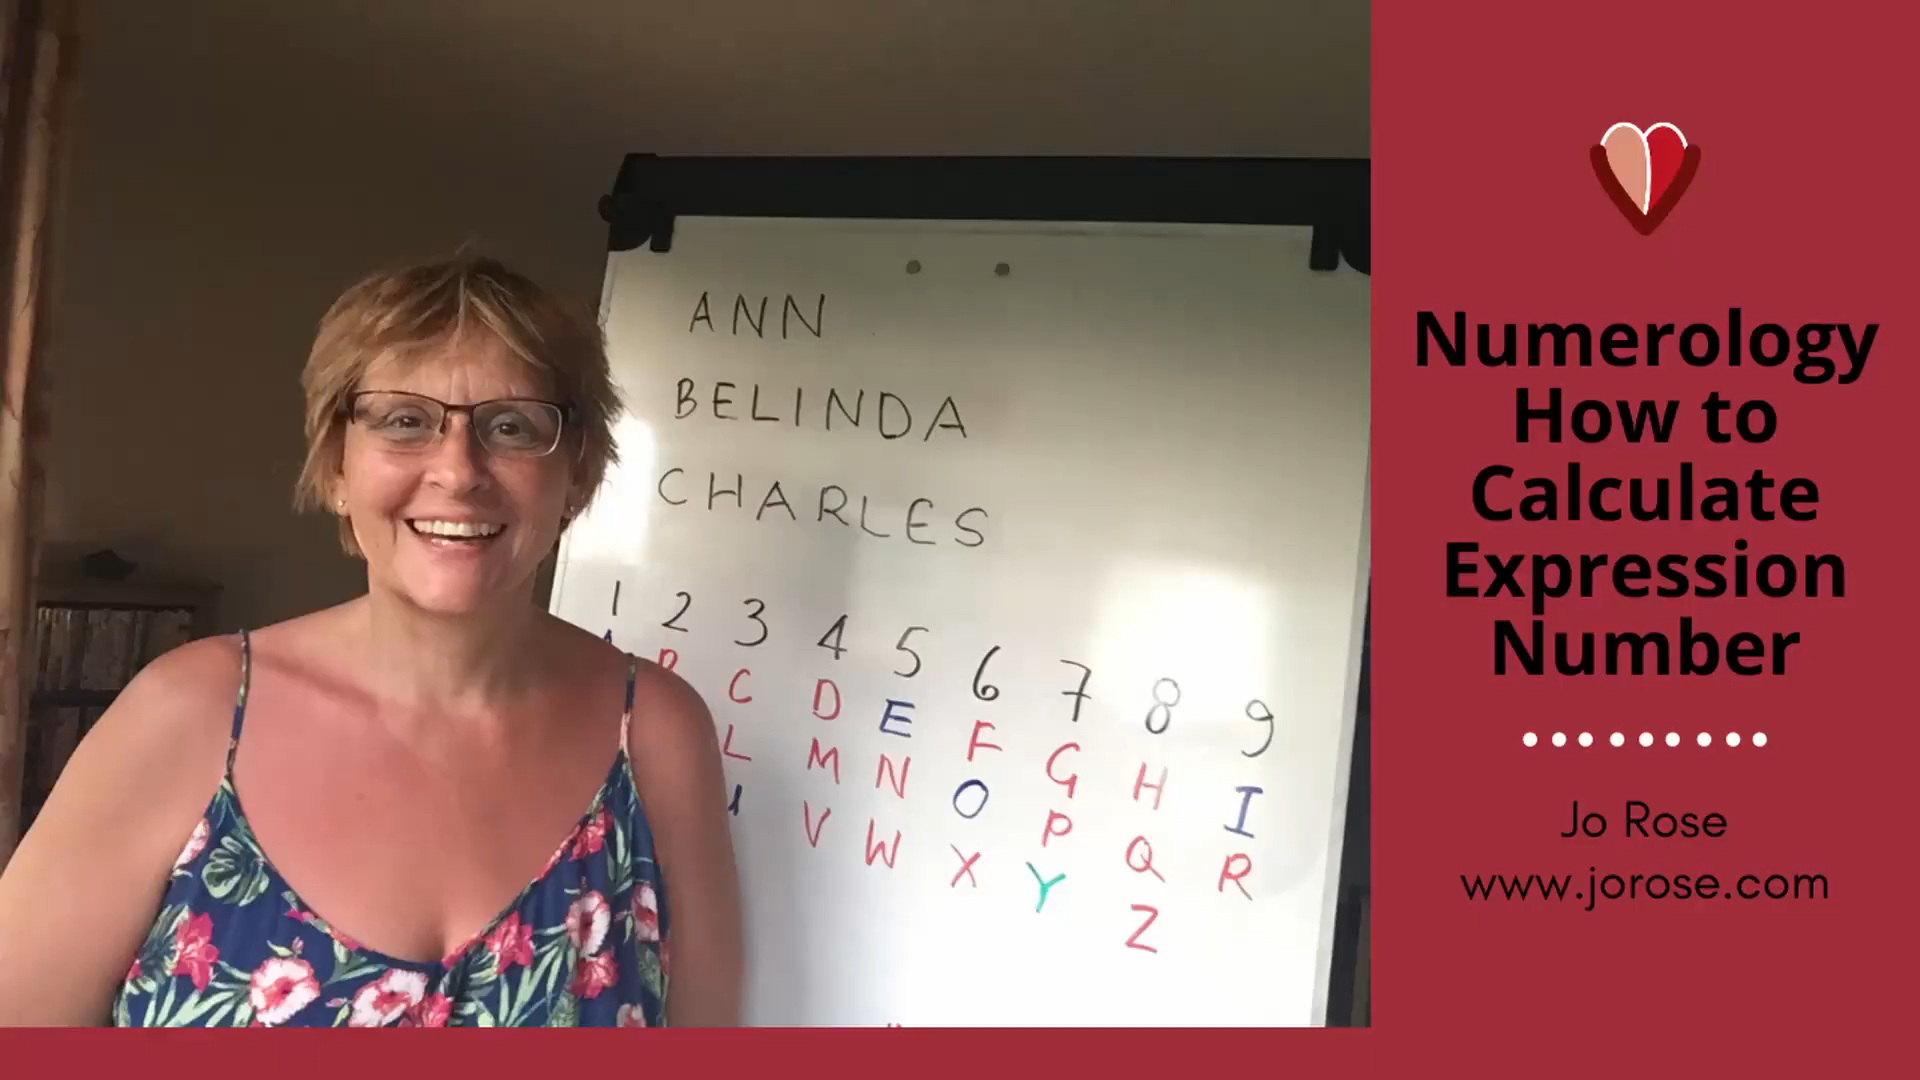 ANN
BELINDA
CHARLES
1 2 3 4 5 6 7 8 9
C D E F G H I
L M N O P Q R
V W X Y Z
Numerology
How to
Calculate
Expression
Number
Jo Rose
www.jorose.com